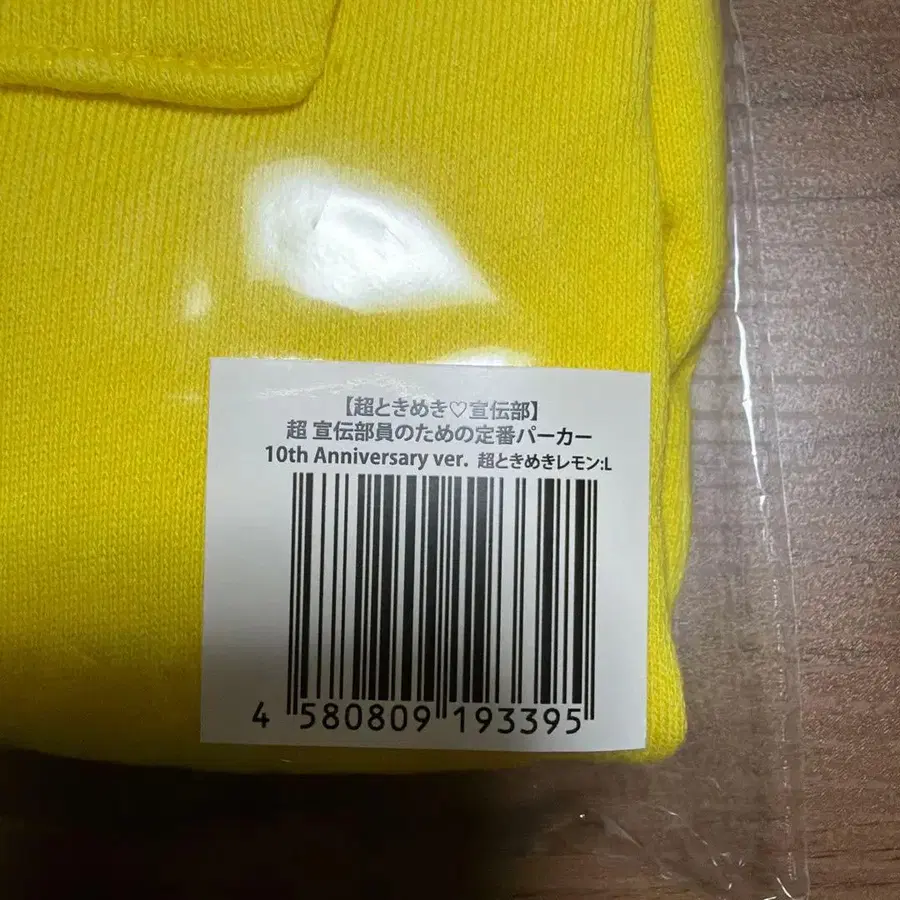 【超ときめき♡宣伝部】
超 宣伝部員のための定番パーカー
10th Anniversary ver. 超ときめきレモン:L
4 580809 193395